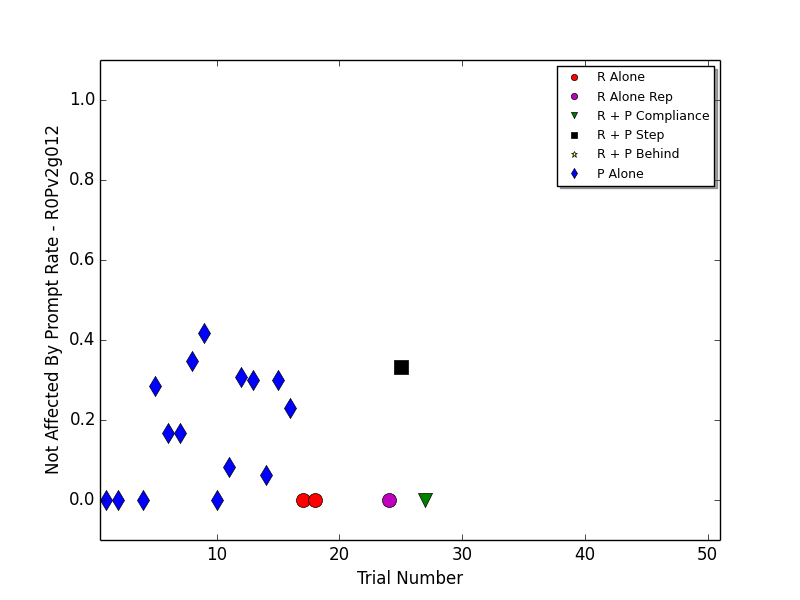 1.0
0.8
0.6
0.4
0.2
0.0
Not Affected By Prompt Rate - R0Pv2g012
10 20 30 40 50
Trial Number
R Alone
R Alone Rep
R + P Compliance
R + P Step
R + P Behind
P Alone